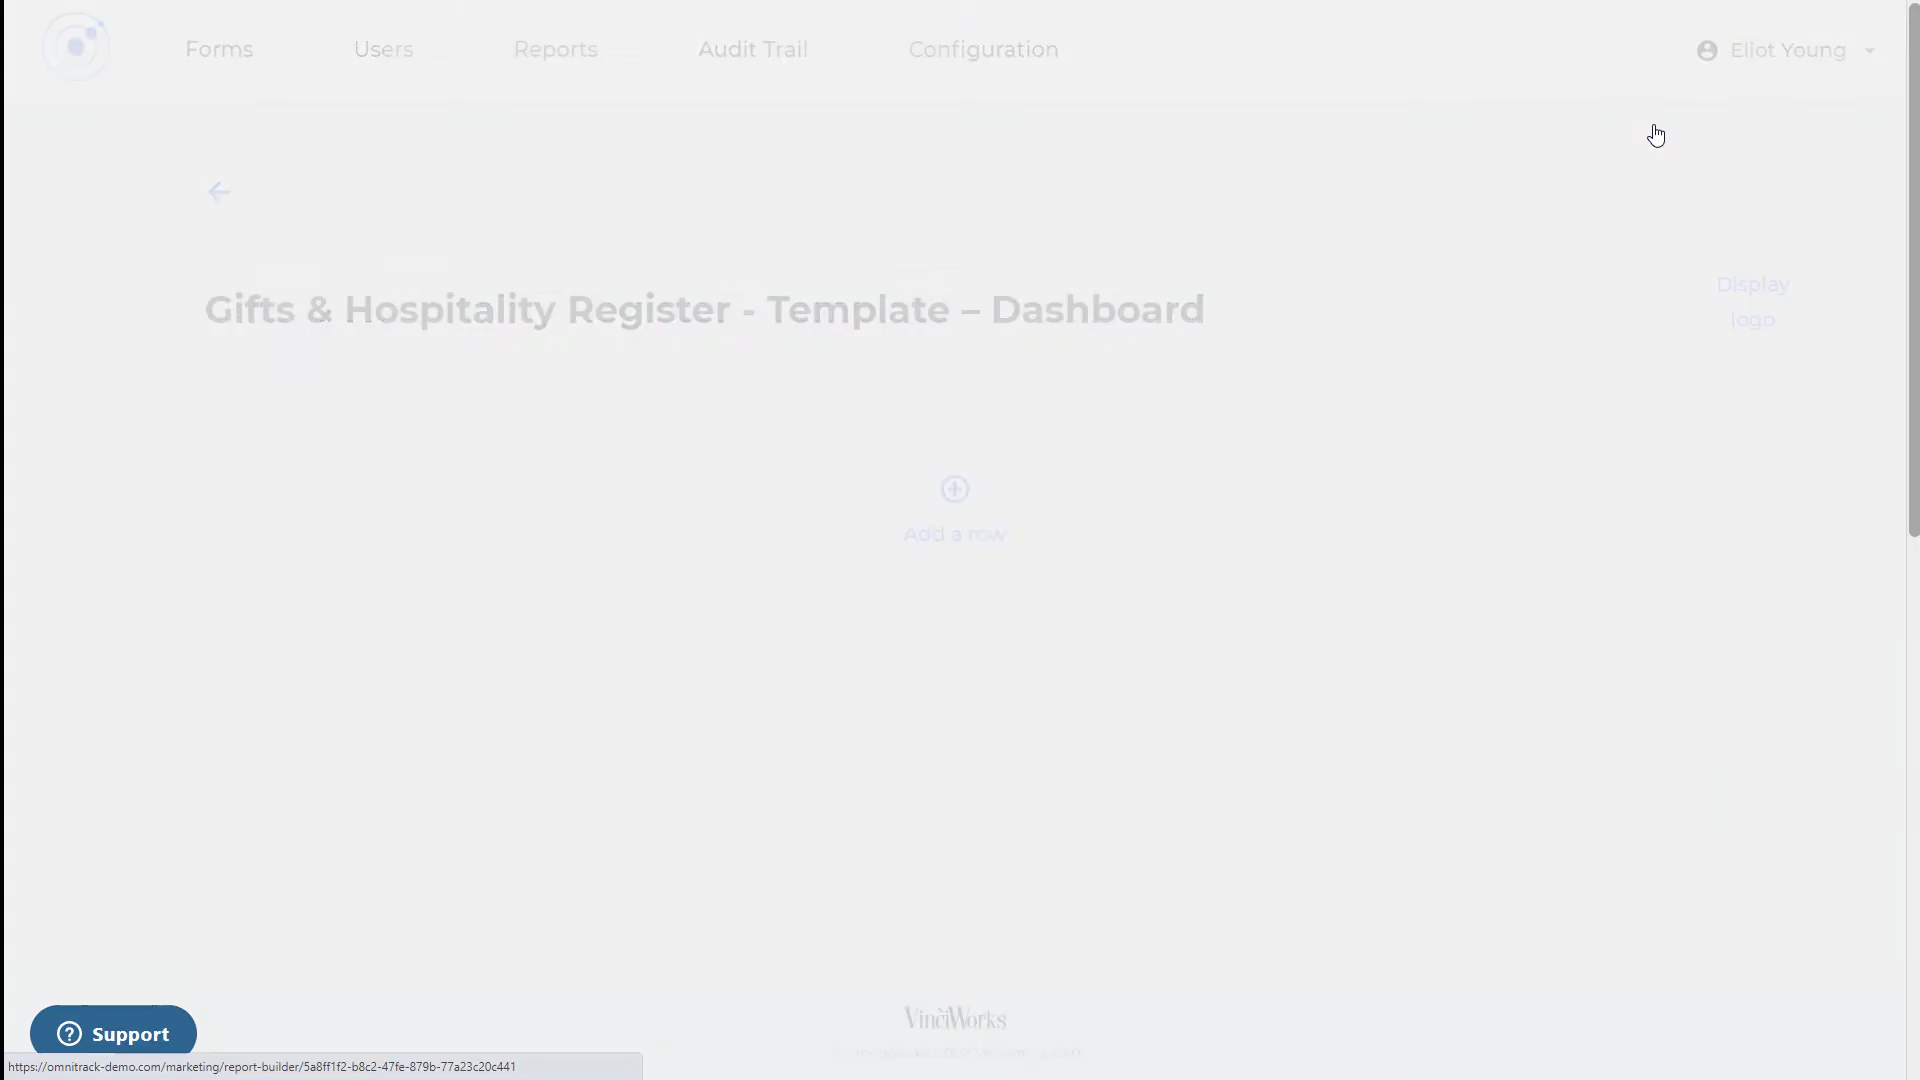 Forms
Users
Reports
Audit Trail
Configuration
Eliot Young
Gifts & Hospitality Register - Template – Dashboard
Display
logo
Add a row
VinciWorks
Support
https://omnitrack-demo.com/marketing/report-builder/5a8ff1f2-b8c2-47fe-879b-77a23c20c441